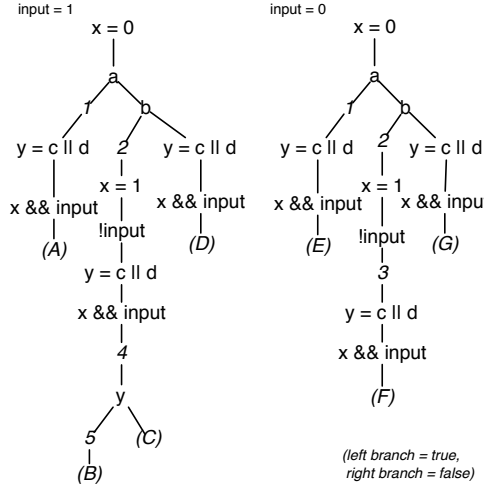 input = 1
x = 0
a
1 b
y = c || d 2 y = c || d
x = 1
x && input x && input
!input
(A) (D)
y = c || d
x && input
4
y
5 (C)
(B)
input = 0
x = 0
a
1 b
y = c || d 2 y = c || d
x = 1
x && input x && input
!input
(E) (G)
3
y = c || d
x && input
(F)
(left branch = true,
right branch = false)